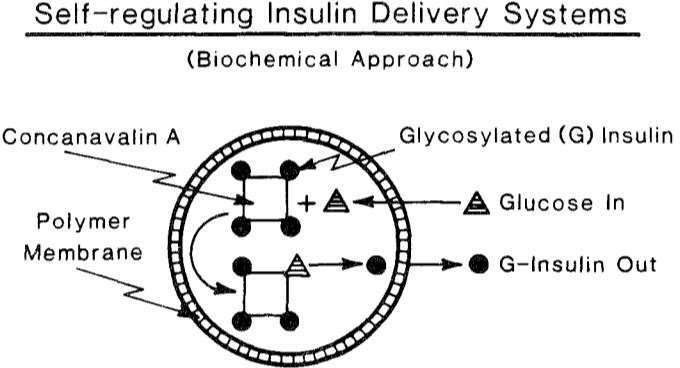 Self-regulating Insulin Delivery Systems
(Biochemical Approach)
Concanavalin A
Glycosylated (G) Insulin
+
Glucose In
Polymer
Membrane
G-Insulin Out